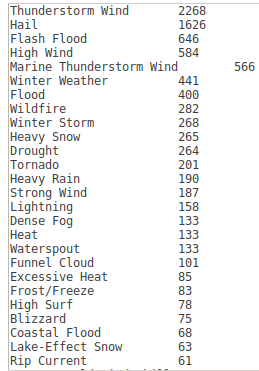 Thunderstorm Wind 2268
Hail 1626
Flash Flood 646
High Wind 584
Marine Thunderstorm Wind 566
Winter Weather 441
Flood 400
Wildfire 282
Winter Storm 268
Heavy Snow 265
Drought 264
Tornado 201
Heavy Rain 190
Strong Wind 187
Lightning 158
Dense Fog 133
Heat 133
Waterspout 133
Funnel Cloud 101
Excessive Heat 85
Frost/Freeze 83
High Surf 78
Blizzard 75
Coastal Flood 68
Lake-Effect Snow 63
Rip Current 61